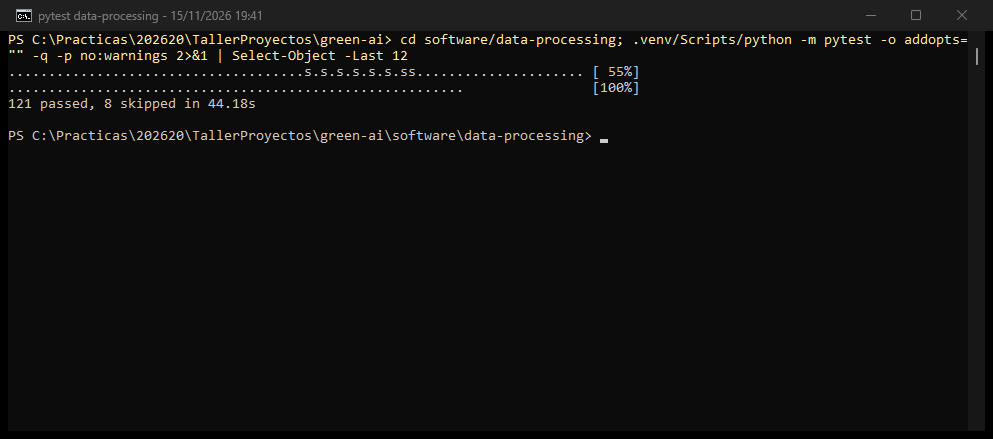 pytest data-processing - 15/11/2026 19:41
PS C:\Practicas\202620\TallerProyectos\green-ai> cd software/data-processing; .venv/Scripts/python -m pytest -o addopts=
"" -q -p no:warnings 2>&1 | Select-Object -Last 12
.....................................s.s.s.s.s.s.ss..................... [ 55%]
.........................................................                [100%]
121 passed, 8 skipped in 44.18s
PS C:\Practicas\202620\TallerProyectos\green-ai\software\data-processing>